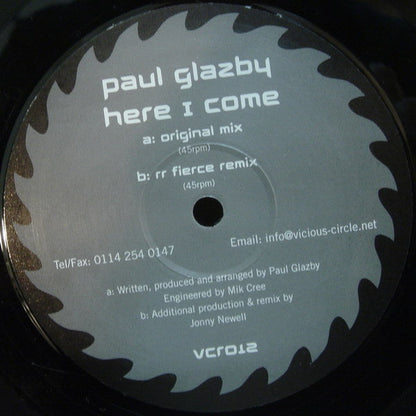 paul glazby
here I come
a: original mix
(45rpm)
b: rr fierce remix
(45rpm)
Tel/Fax: 0114 254 0147
Email: info@vicious-circle.net
a: Written, produced and arranged by Paul Glazby
Engineered by Mik Cree
b: Additional production & remix by
Jonny Newell
vcr012